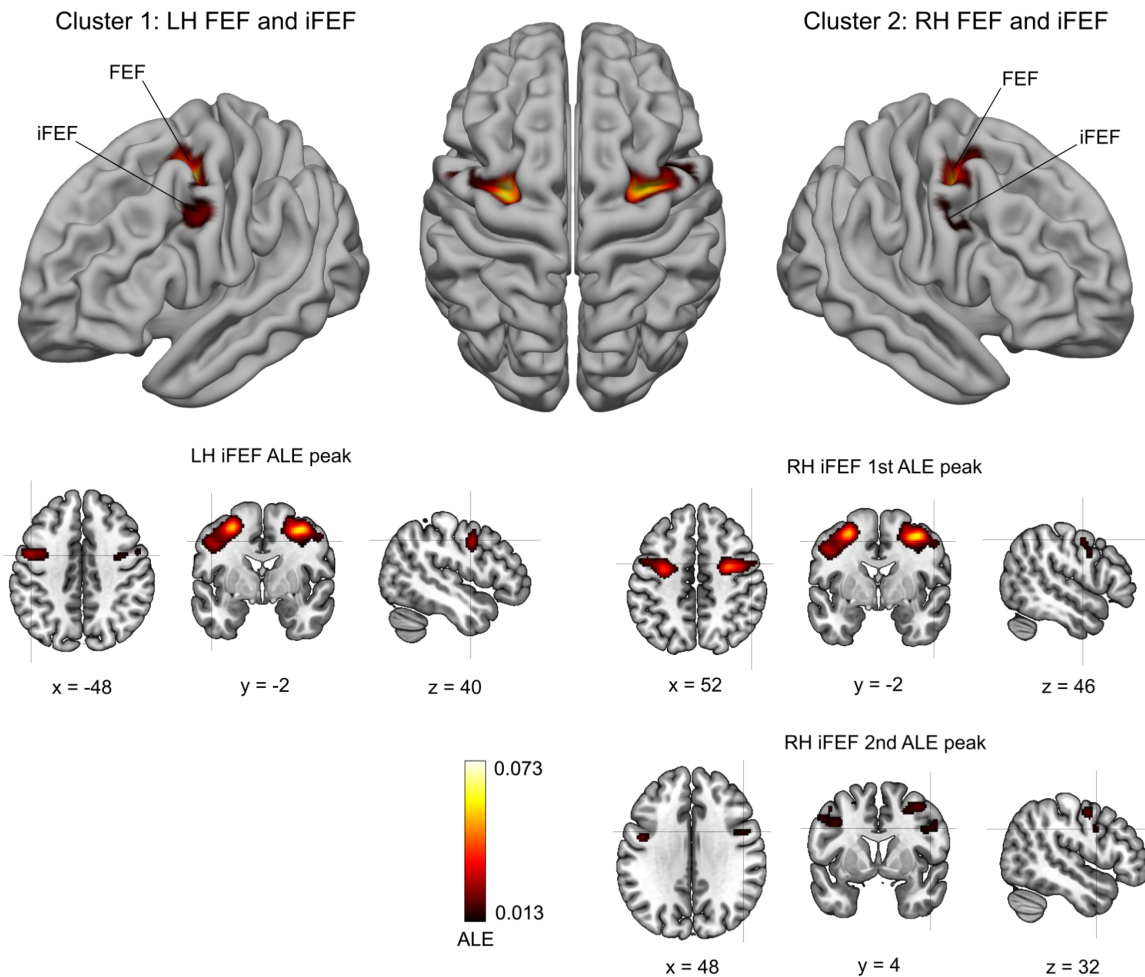 Cluster 1: LH FEF and iFEF
Cluster 2: RH FEF and iFEF
FEF
iFEF
FEF
iFEF
LH iFEF ALE peak
x = -48
y = -2
z = 40
RH iFEF 1st ALE peak
x = 52
y = -2
z = 46
0.073
0.013
ALE
RH iFEF 2nd ALE peak
x = 48
y = 4
z = 32